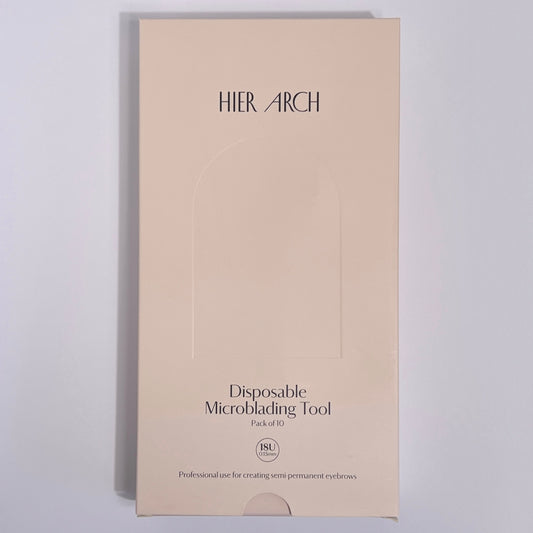 HIER ARCH
Disposable
Microblading Tool
Pack of 10
18U
0.15mm
Professional use for creating semi-permanent eyebrows